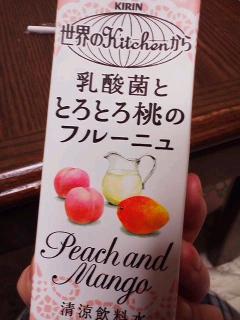 KIRIN
世界のKitchenから
乳酸菌と
とろとろ桃の
フルーニュ
Peach and
Mango
清涼飲料水